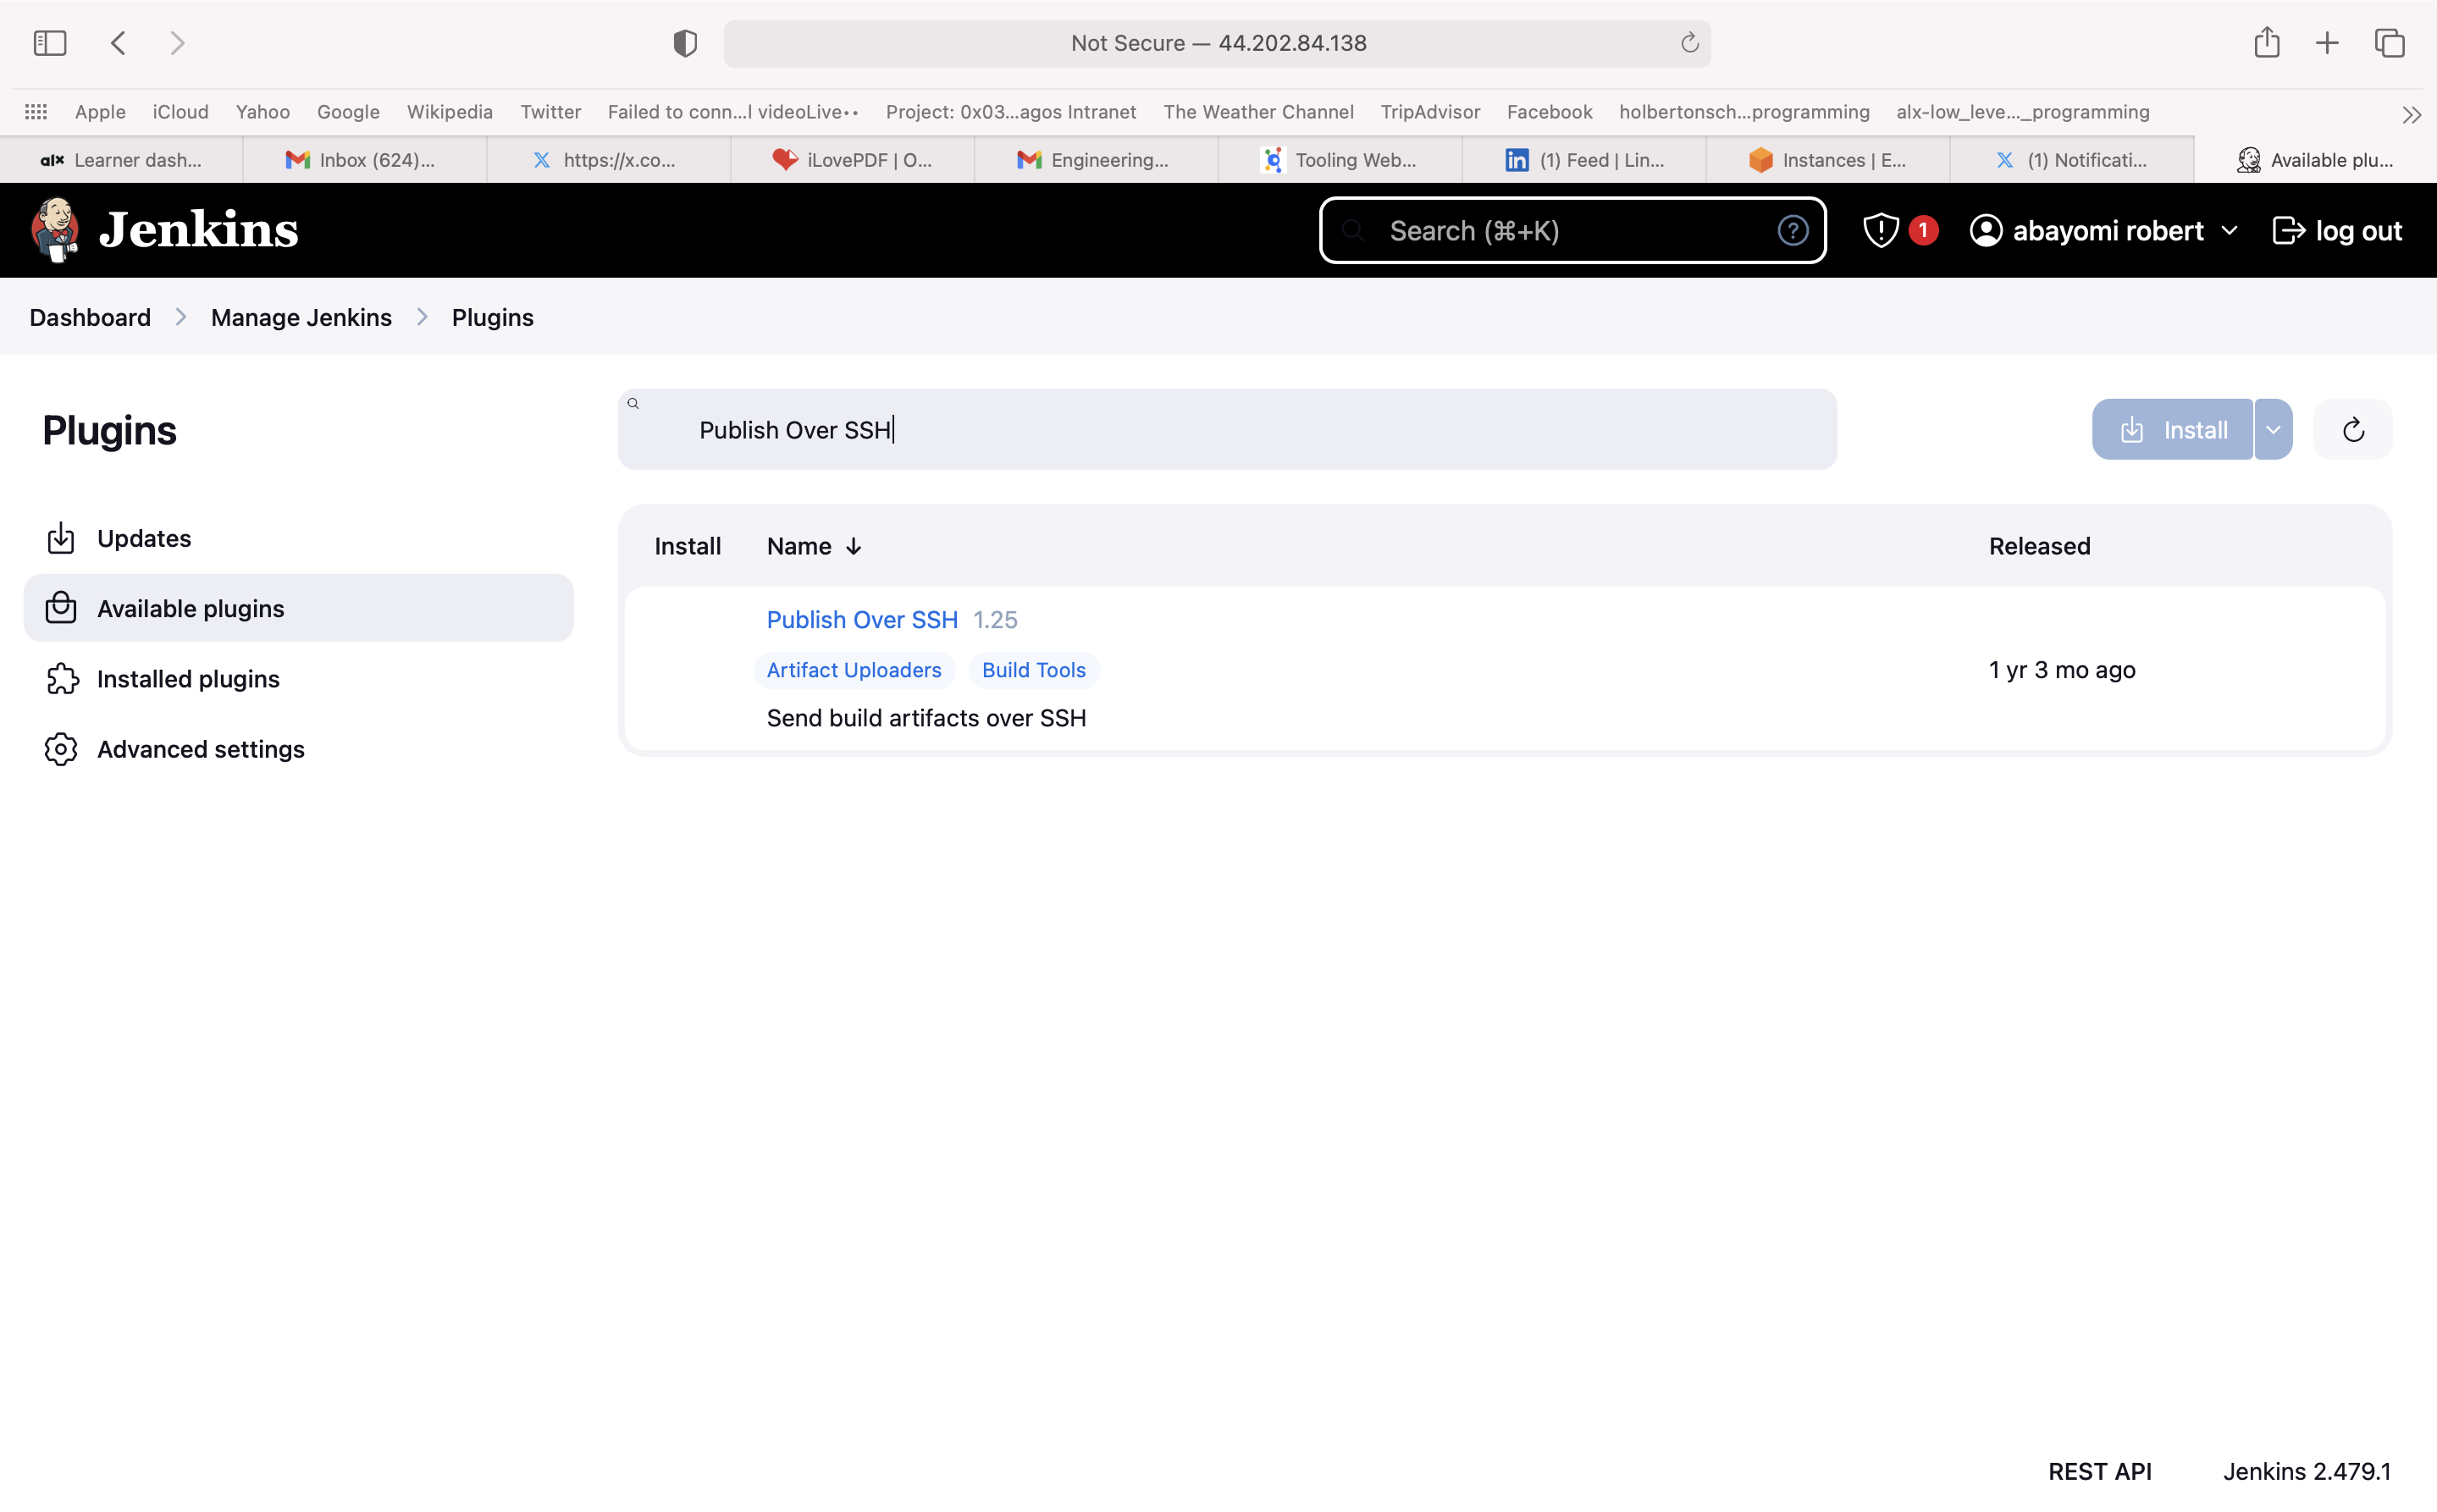 Not Secure — 44.202.84.138
Apple iCloud Yahoo Google Wikipedia Twitter Failed to conn...l videoLive•• Project: 0x03...agos Intranet The Weather Channel TripAdvisor Facebook holbertonsch...programming alx-low_leve..._programming
alx Learner dash... Inbox (624)... https://x.co... iLovePDF | O... Engineering... Tooling Web... in (1) Feed | Lin... Instances | E... (1) Notificati... Available plu...
Jenkins Search (⌘+K) ? 1 abayomi robert log out
Dashboard Manage Jenkins Plugins
Plugins
Publish Over SSH
Install
Updates
Available plugins
Installed plugins
Advanced settings
Install Name ↓ Released
Publish Over SSH 1.25
Artifact Uploaders Build Tools
1 yr 3 mo ago
Send build artifacts over SSH
REST API Jenkins 2.479.1